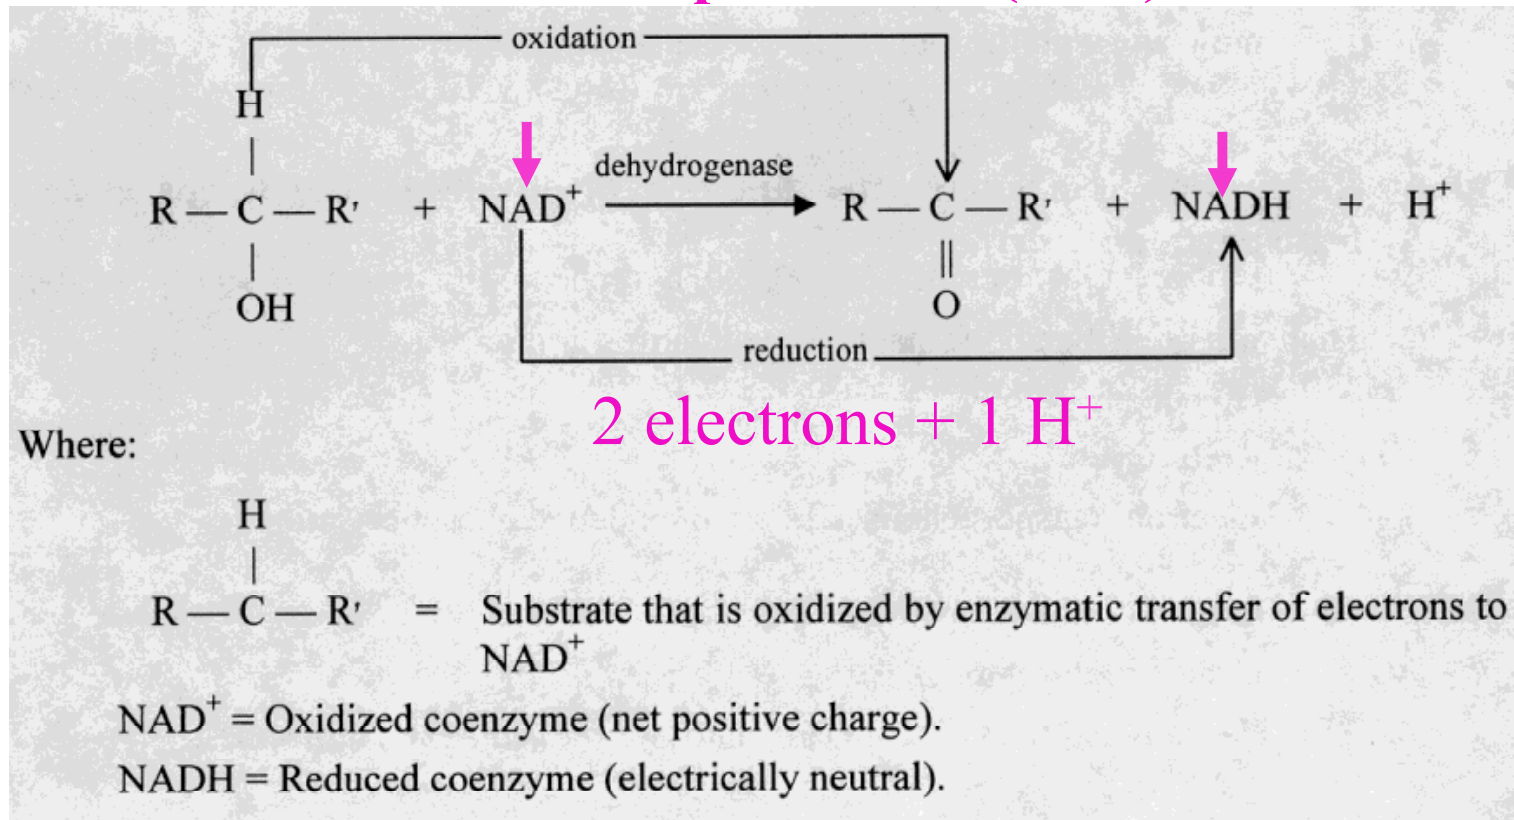 oxidation
H
|
dehydrogenase
R — C — R' + NAD+ R — C — R' + NADH + H+
| ||
OH O
reduction
2 electrons + 1 H+
Where:
H
|
R — C — R' = Substrate that is oxidized by enzymatic transfer of electrons to
NAD+
NAD+ = Oxidized coenzyme (net positive charge).
NADH = Reduced coenzyme (electrically neutral).